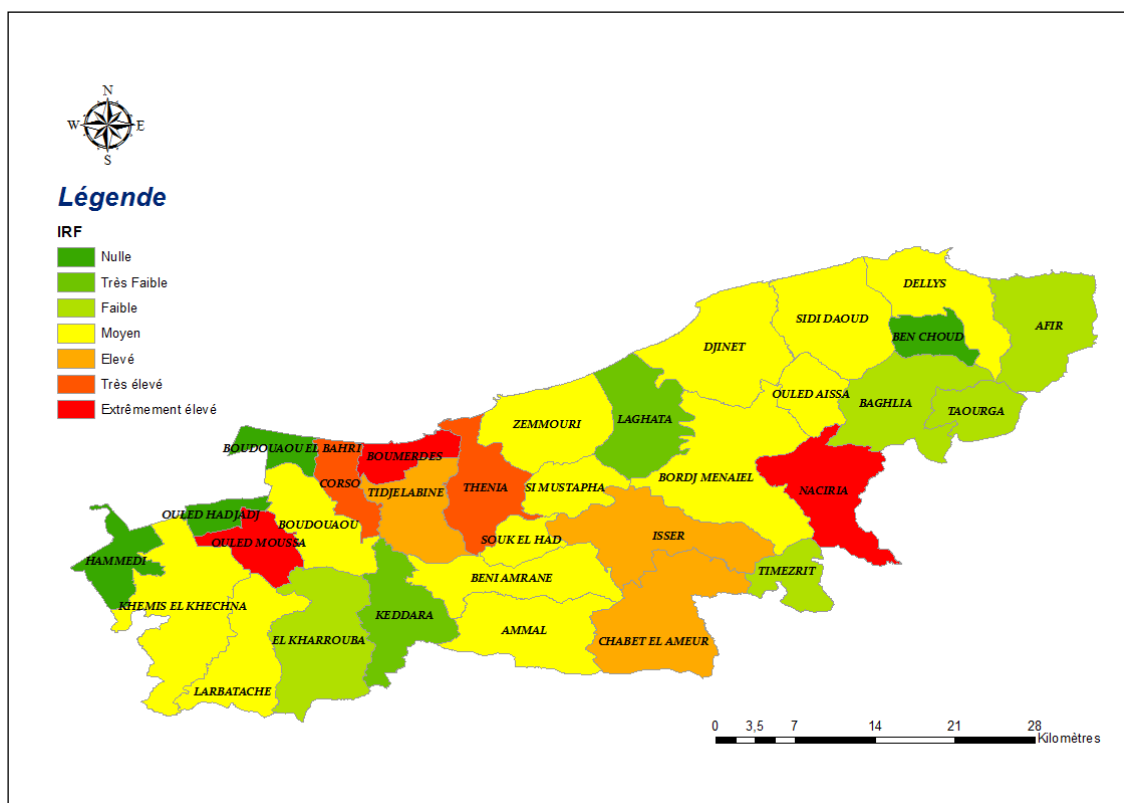 N
W E
S
Légende
IRF
Nulle
Très Faible
Faible
Moyen
Elevé
Très élevé
Extrêmement élevé
DELLYS
SIDI DAOUD
AFIR
BEN CHOUD
DJINET
OULED AISSA
BAGHLIA
TAOURGA
LAGHATA
ZEMMOURI
BOUDOUAOU EL BAHRI
BOUMERDES
BORDJ MENAIEL
CORSO
TIDJELABINE
THENIA
SI MUSTAPHA
NACIRIA
OULED HADJADJ
BOUDOUAOU
OULED MOUSSA
SOUK EL HAD
ISSER
HAMMEDI
TIMEZRIT
BENI AMRANE
KHEMIS EL KHECHNA
KEDDARA
AMMAL
EL KHARROUBA
CHABET EL AMEUR
LARBATACHE
0 3,5 7 14 21 28
Kilomètres